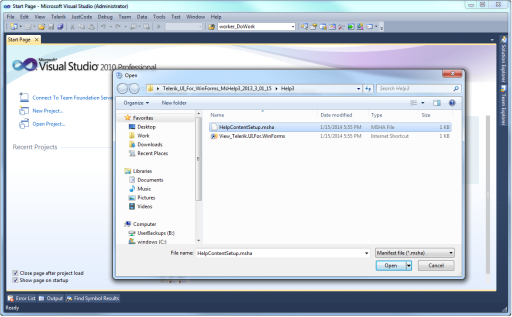 Start Page - Microsoft Visual Studio (Administrator)
File Edit View Telerik JustCode Debug Team Data Tools Test Window Help
worker_DoWork
Start Page
Microsoft
Visual Studio 2010 Professional
Connect To Team Foundation Serv
New Project...
Open Project...
Recent Projects
Close page after project load
Show page on startup
Open
Telerik_UI_For_WinForms_MsHelp3_2013_3_01_15 Help3
Search Help3
Organize New folder
Favorites
Desktop
Work
Downloads
Recent Places
Libraries
Documents
Music
Pictures
Videos
Computer
UserBackups (B:)
windows (C:)
Name Date modified Type Size
HelpContentSetup.msha 1/15/2014 5:55 PM MSHA File 1 KB
View_Telerik.UI.For.WinForms 1/15/2014 5:55 PM Internet Shortcut 1 KB
File name: HelpContentSetup.msha Manifest file (*.msha)
Open Cancel
Solution Explorer
Team Explorer
Error List Output Find Symbol Results
Ready